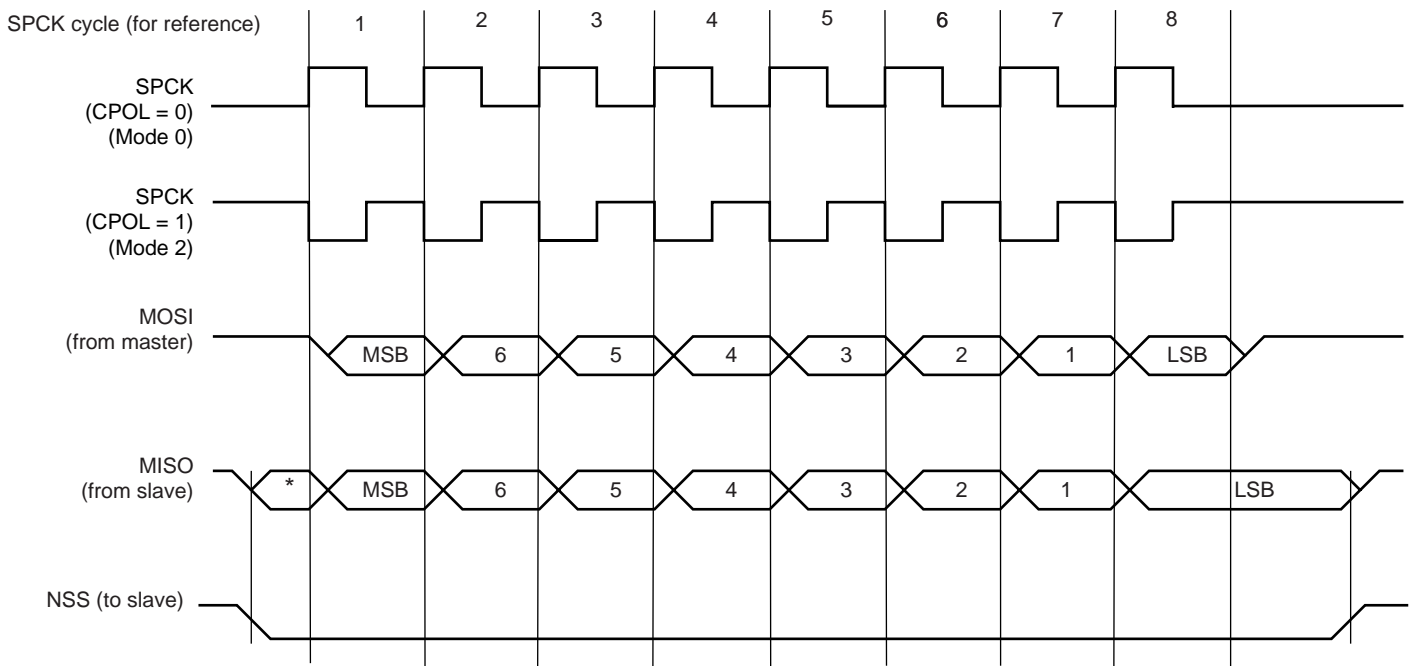 SPCK cycle (for reference) 1 2 3 4 5 6 7 8
SPCK
(CPOL = 0)
(Mode 0)
SPCK
(CPOL = 1)
(Mode 2)
MOSI
(from master)
MSB 6 5 4 3 2 1 LSB
MISO
(from slave)
* MSB 6 5 4 3 2 1 LSB
NSS (to slave)